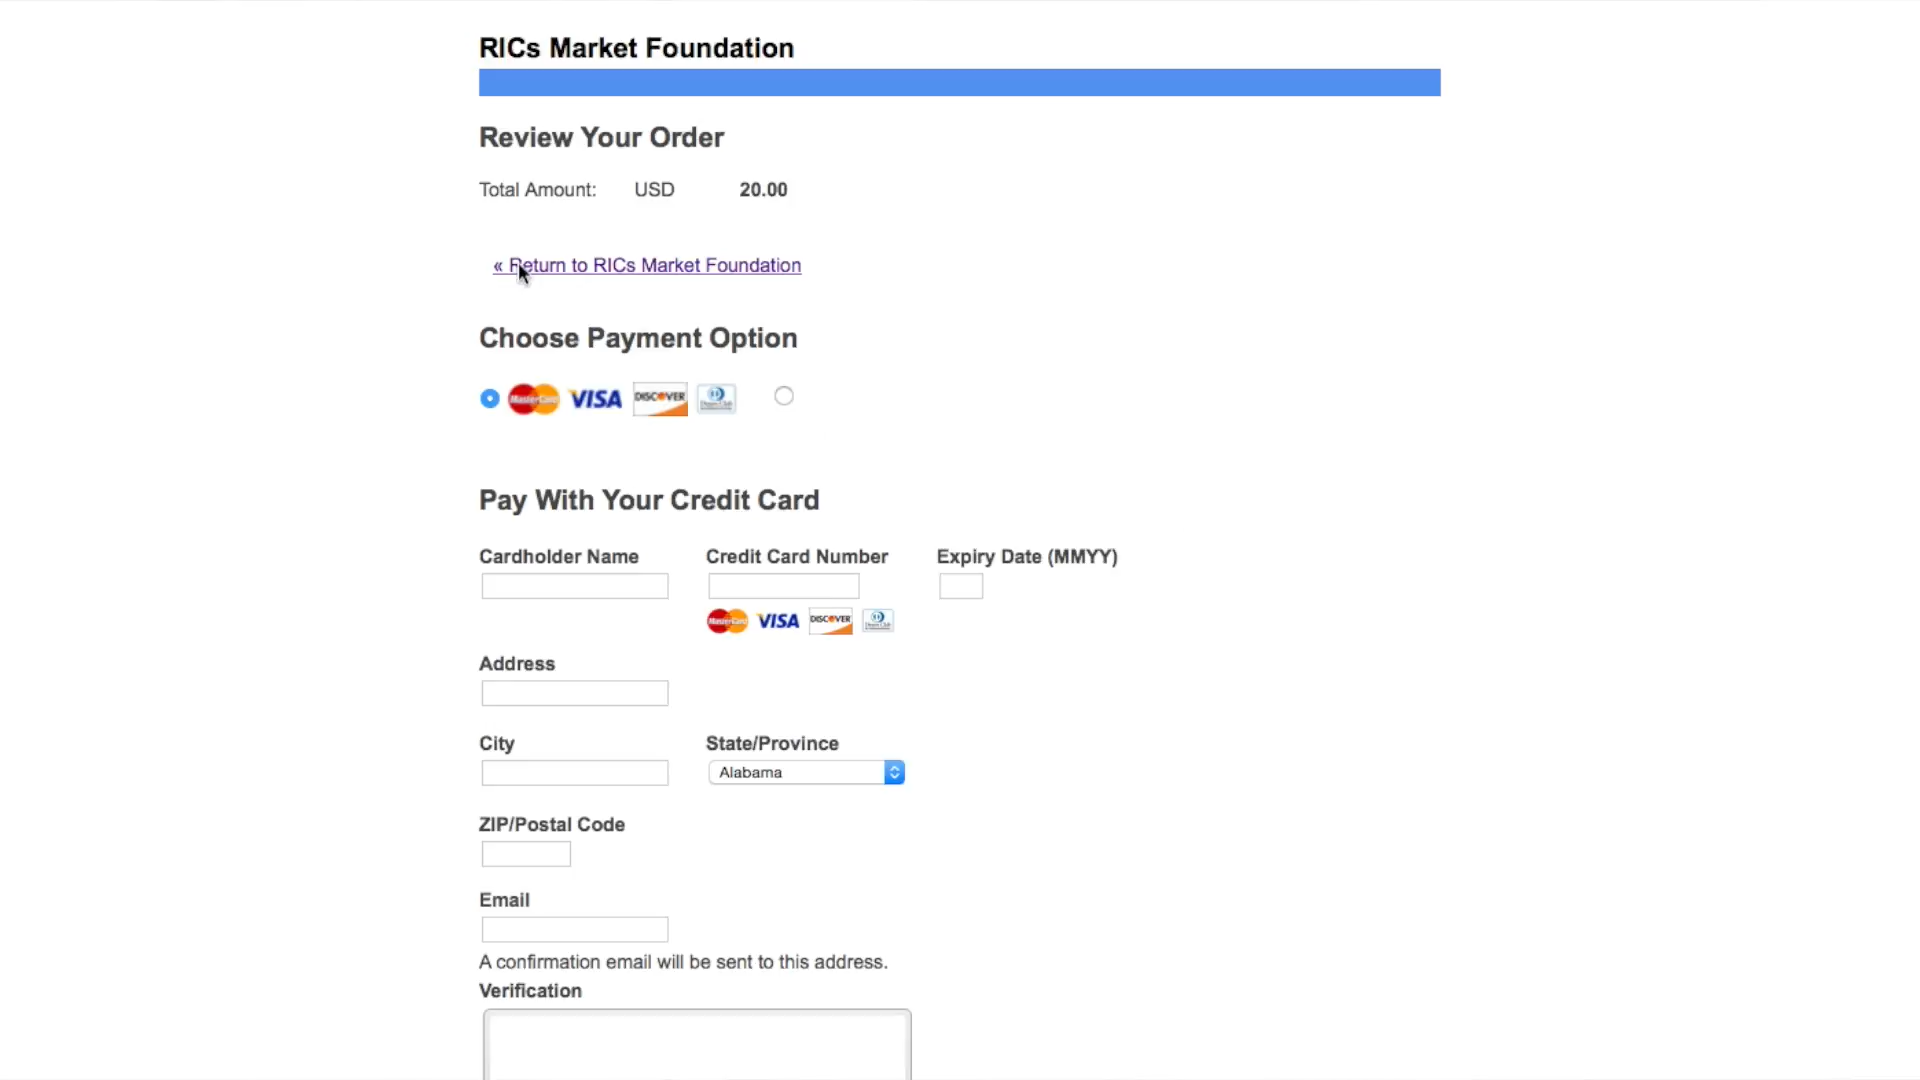 RICs Market Foundation
Review Your Order
Total Amount: USD 20.00
« Return to RICs Market Foundation
Choose Payment Option
MasterCard VISA DISCOVER
Pay With Your Credit Card
Cardholder Name Credit Card Number Expiry Date (MMYY)
MasterCard VISA DISCOVER
Address
City State/Province
Alabama
ZIP/Postal Code
Email
A confirmation email will be sent to this address.
Verification